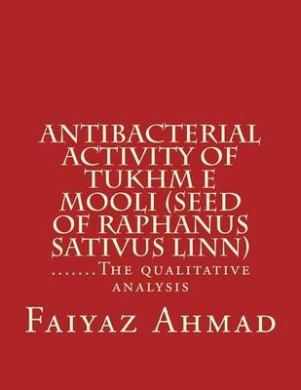 ANTIBACTERIAL
ACTIVITY OF
TUKHM E
MOOLI (SEED
OF RAPHANUS
SATIVUS LINN)
.......The qualitative
analysis
Faiyaz Ahmad